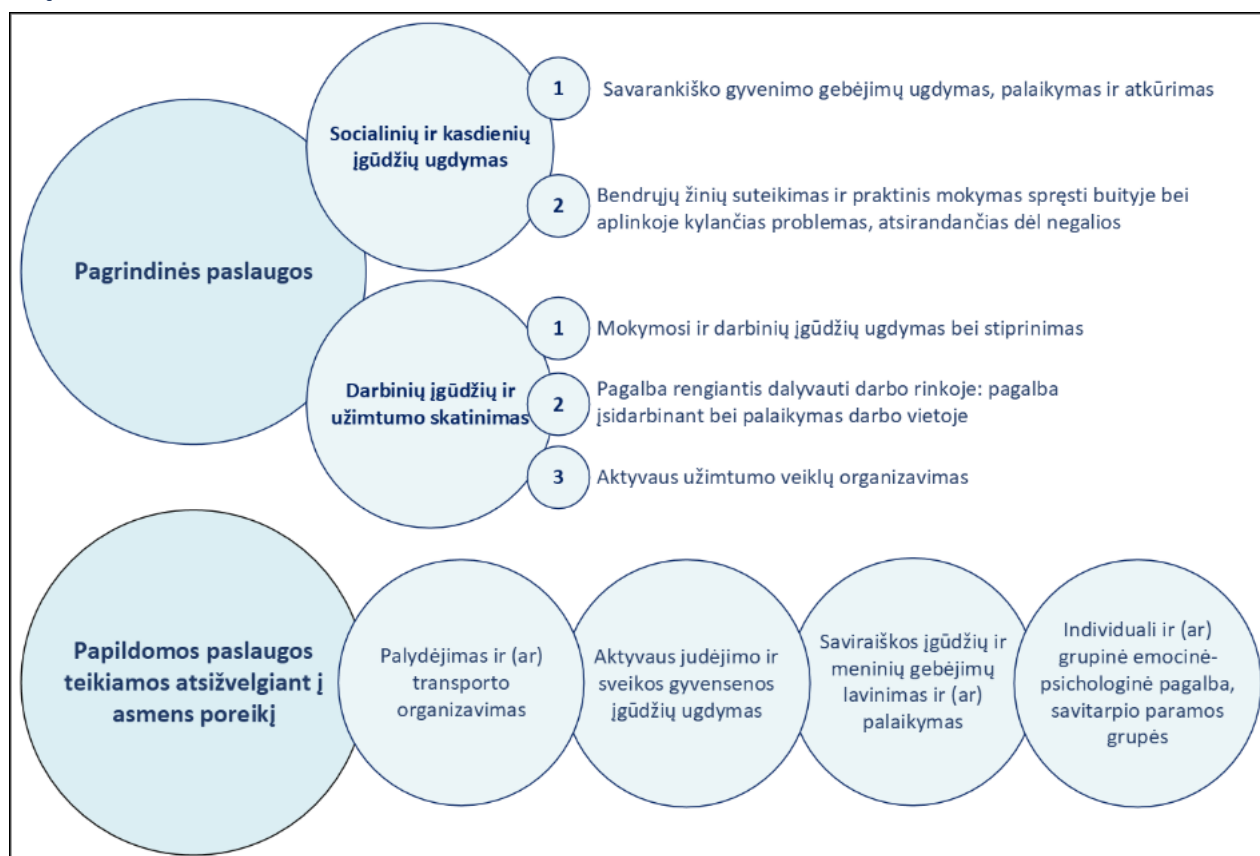 Pagrindinės paslaugos
Socialinių ir kasdienių
įgūdžių ugdymas
1
Savarankiško gyvenimo gebėjimų ugdymas, palaikymas ir atkūrimas
2
Bendrųjų žinių suteikimas ir praktinis mokymas spręsti buityje bei
aplinkoje kylančias problemas, atsirandančias dėl negalios
Darbinių įgūdžių ir
užimtumo skatinimas
1
Mokymosi ir darbinių įgūdžių ugdymas bei stiprinimas
2
Pagalba rengiantis dalyvauti darbo rinkoje: pagalba
įsidarbinant bei palaikymas darbo vietoje
3
Aktyvaus užimtumo veiklų organizavimas
Papildomos paslaugos
teikiamos atsižvelgiant į
asmens poreikį
Palydėjimas ir (ar)
transporto
organizavimas
Aktyvaus judėjimo ir
sveikos gyvensenos
įgūdžių ugdymas
Saviraiškos įgūdžių ir
meninių gebėjimų
lavinimas ir (ar)
palaikymas
Individuali ir (ar)
grupinė emocinė-
psichologinė pagalba,
savitarpio paramos
grupės